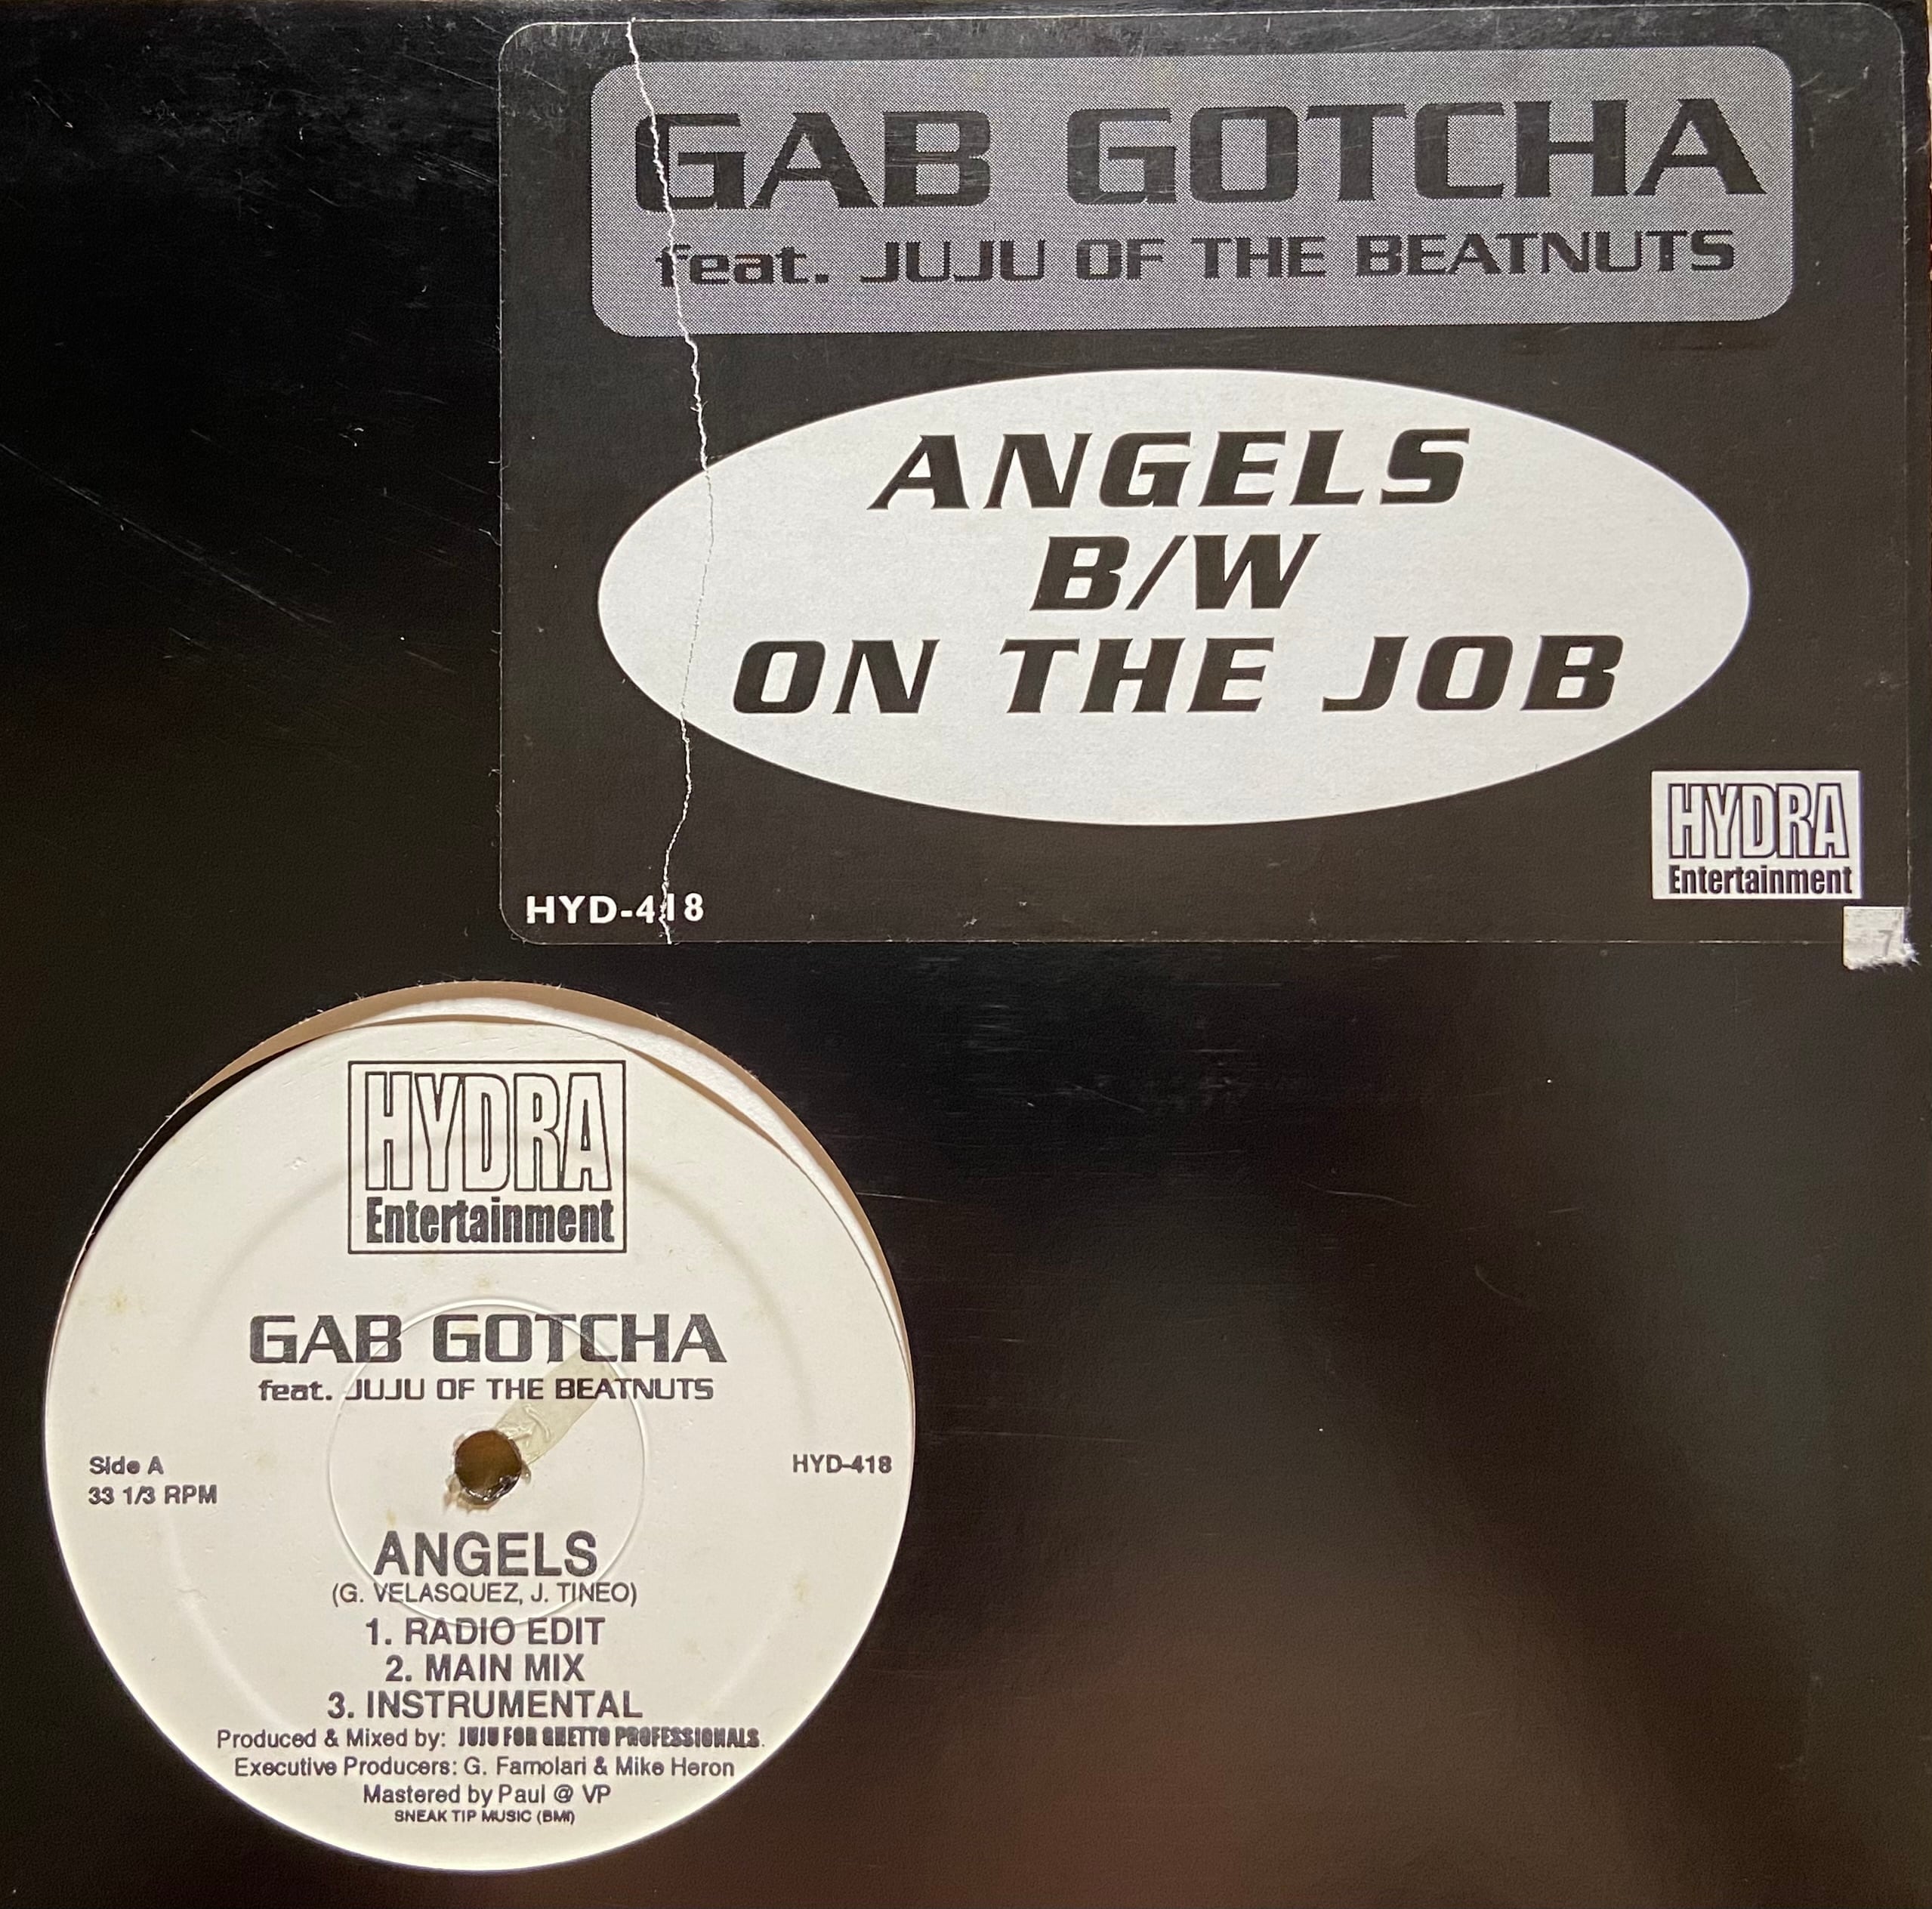 GAB GOTCHA
feat. JUJU OF THE BEATNUTS
ANGELS
B/W
ON THE JOB
HYDRA
Entertainment
HYD-418
7
HYDRA
Entertainment
GAB GOTCHA
feat. JUJU OF THE BEATNUTS
Side A
33 1/3 RPM
HYD-418
ANGELS
(G. VELASQUEZ, J. TINEO)
1. RADIO EDIT
2. MAIN MIX
3. INSTRUMENTAL
Produced & Mixed by: JUJU FOR GHETTO PROFESSIONALS.
Executive Producers: G. Famolari & Mike Heron
Mastered by Paul @ VP
SNEAK TIP MUSIC (BMI)